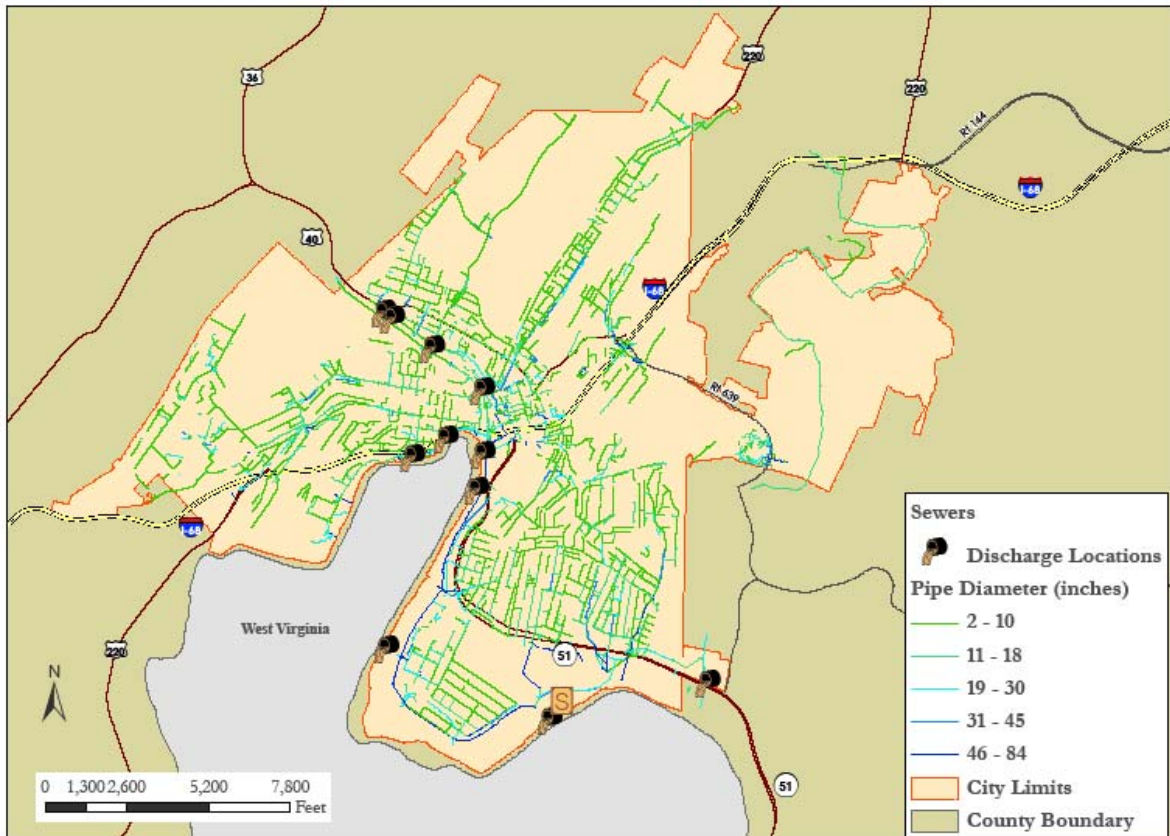 220
36
220
Rt 144
I-68
40
I-68
Rt 639
I-68
220
West Virginia
51
S
51
N
0 1,300 2,600 5,200 7,800
Feet
Sewers
Discharge Locations
Pipe Diameter (inches)
2 - 10
11 - 18
19 - 30
31 - 45
46 - 84
City Limits
County Boundary